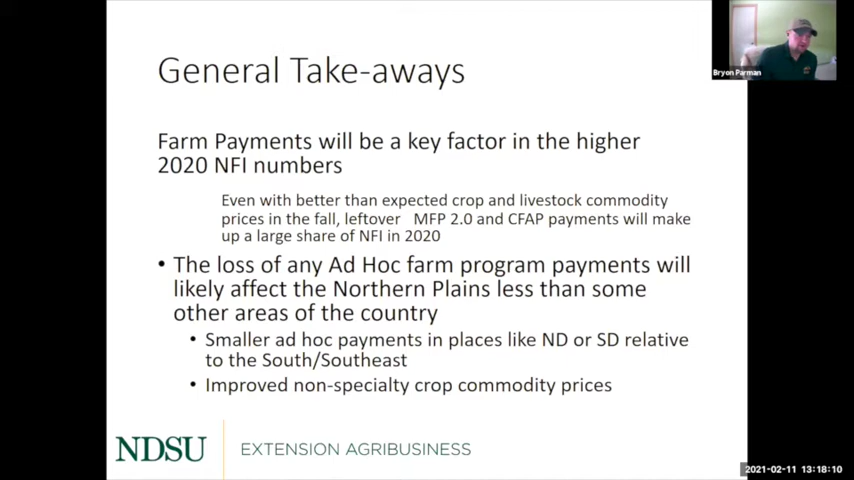 General Take-aways
Bryon Parman
Farm Payments will be a key factor in the higher
2020 NFI numbers
Even with better than expected crop and livestock commodity
prices in the fall, leftover MFP 2.0 and CFAP payments will make
up a large share of NFI in 2020
• The loss of any Ad Hoc farm program payments will
likely affect the Northern Plains less than some
other areas of the country
• Smaller ad hoc payments in places like ND or SD relative
to the South/Southeast
• Improved non-specialty crop commodity prices
NDSU EXTENSION AGRIBUSINESS
2021-02-11 13:18:10